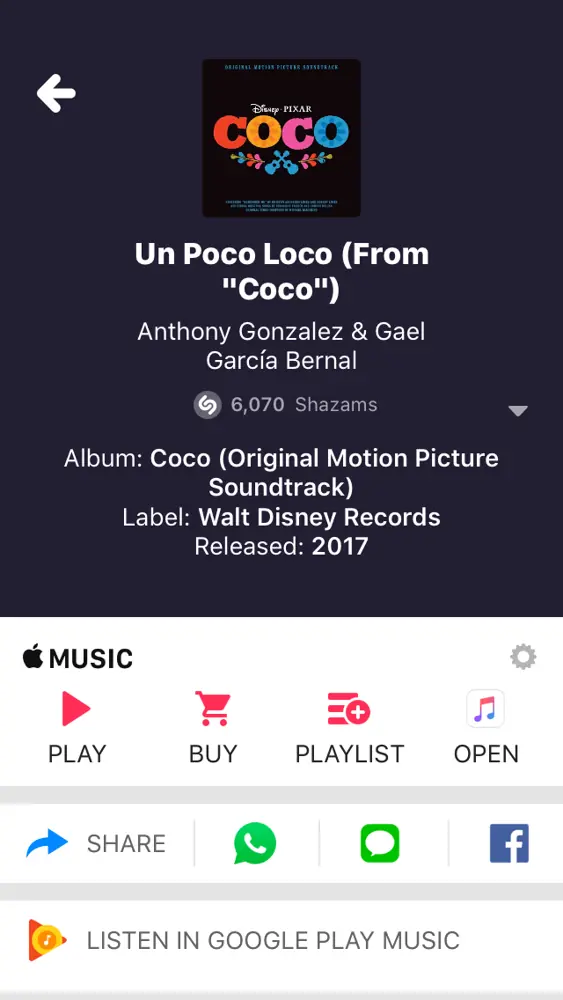 ORIGINAL MOTION PICTURE SOUNDTRACK
Disney · PIXAR
COCO
Un Poco Loco (From
"Coco")
Anthony Gonzalez & Gael
García Bernal
6,070 Shazams
Album: Coco (Original Motion Picture
Soundtrack)
Label: Walt Disney Records
Released: 2017
MUSIC
PLAY
BUY
PLAYLIST
OPEN
SHARE
LISTEN IN GOOGLE PLAY MUSIC